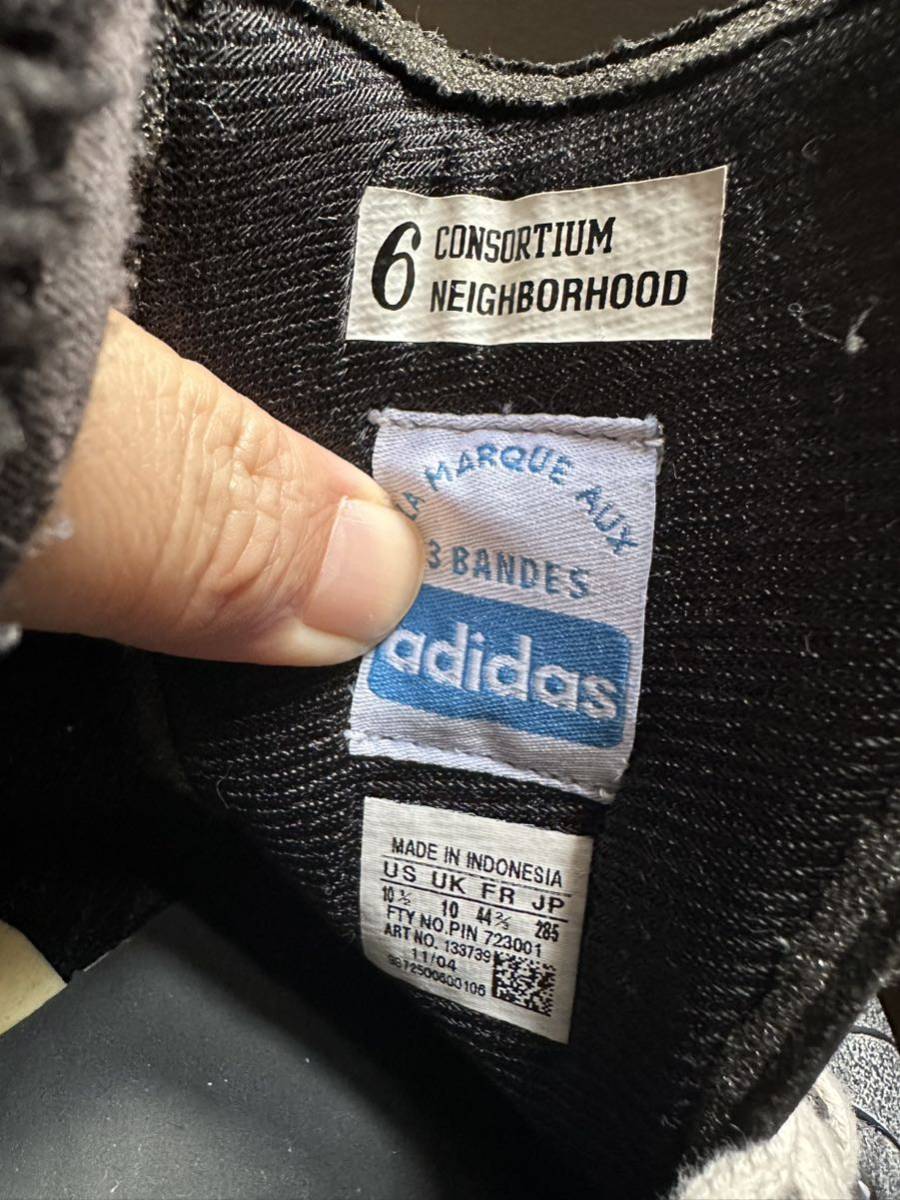 6 CONSORTIUM
NEIGHBORHOOD
LA MARQUE AUX
3 BANDES
adidas
MADE IN INDONESIA
US UK FR JP
10½ 10 44⅔ 285
FTY NO.PIN 723001
ART NO. 133739
11/04
9672500600106